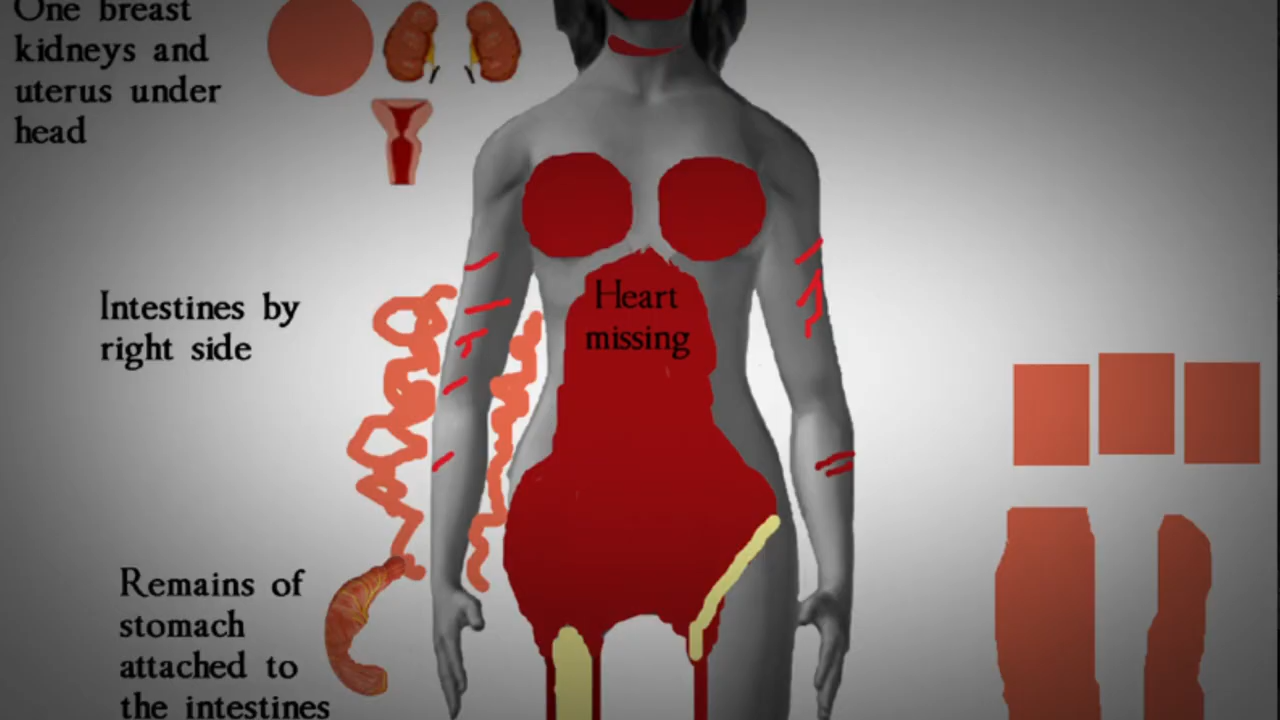 One breast
kidneys and
uterus under
head
Intestines by
right side
Heart
missing
Remains of
stomach
attached to
the intestines